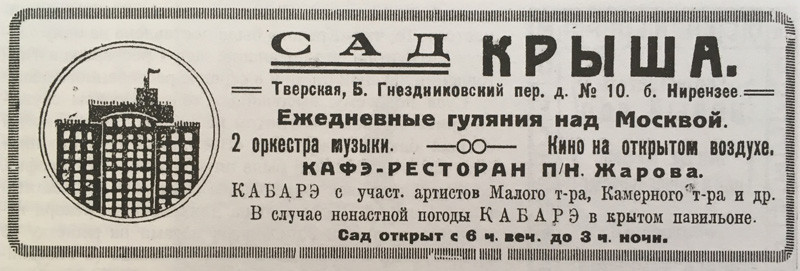 САД КРЫША.
Тверская, Б. Гнездниковский пер. д. № 10. б. Нирензее
Ежедневные гуляния над Москвой.
2 оркестра музыки. Кино на открытом воздухе.
КАФЭ-РЕСТОРАН П/Н. Жарова.
КАБАРЭ с участ. артистов Малого т-ра, Камерного т-ра и др.
В случае ненастной погоды КАБАРЭ в крытом павильоне.
Сад открыт с 6 ч. веч. до 3 ч. ночи.